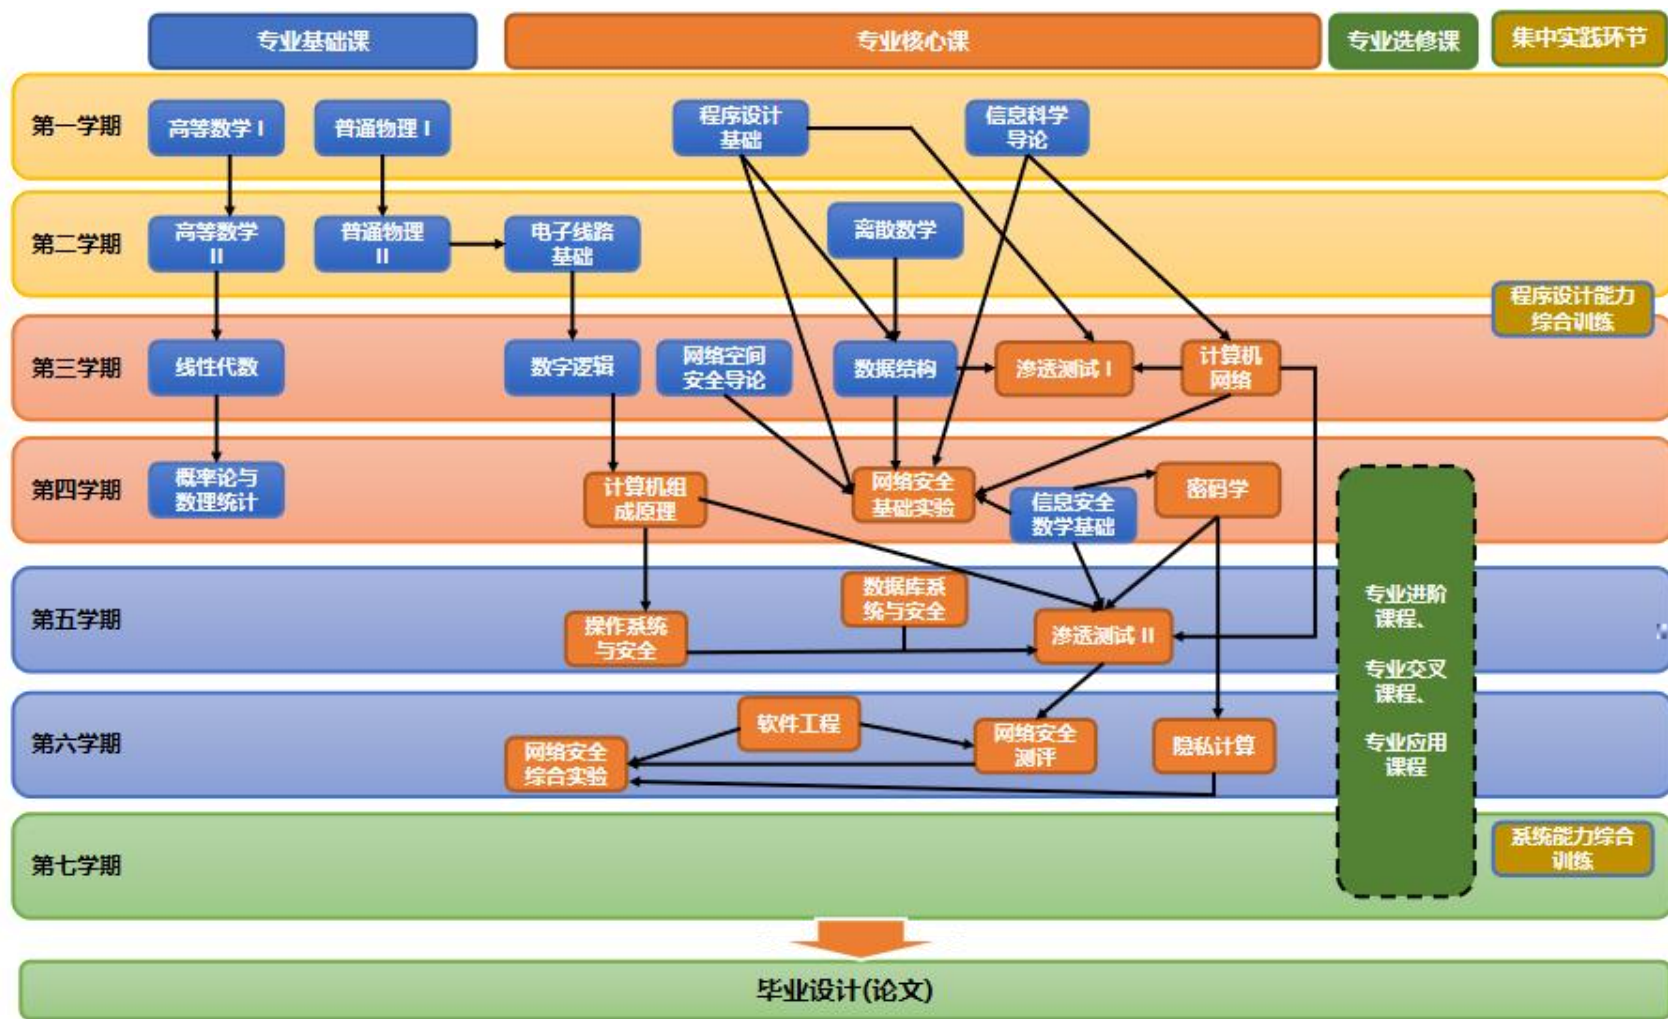 专业基础课
专业核心课
专业选修课
集中实践环节
第一学期
高等数学 I
普通物理 I
程序设计
基础
信息科学
导论
第二学期
高等数学
II
普通物理
II
电子线路
基础
离散数学
程序设计能力
综合训练
第三学期
线性代数
数字逻辑
网络空间
安全导论
数据结构
渗透测试 I
计算机
网络
第四学期
概率论与
数理统计
计算机组
成原理
网络安全
基础实验
信息安全
数学基础
密码学
第五学期
操作系统
与安全
数据库系
统与安全
渗透测试 II
专业进阶
课程、
专业交叉
课程、
专业应用
课程
第六学期
网络安全
综合实验
软件工程
网络安全
测评
隐私计算
第七学期
系统能力综合
训练
毕业设计(论文)